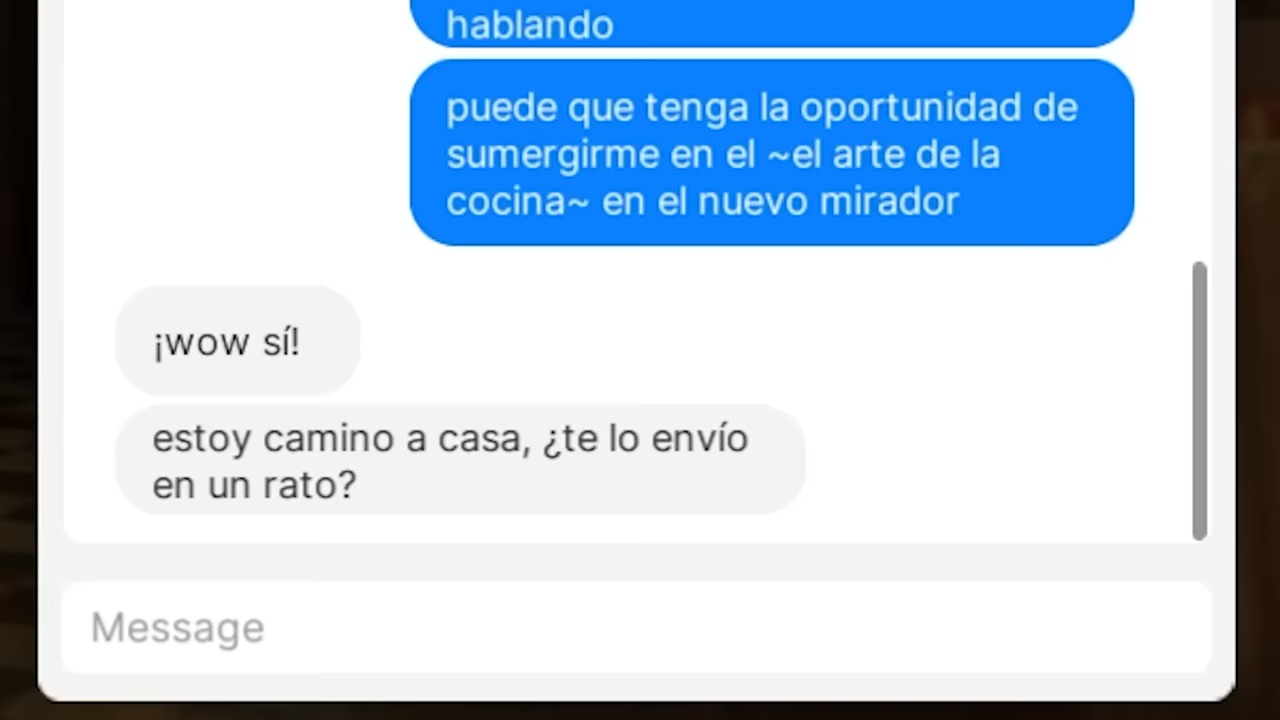 hablando
puede que tenga la oportunidad de
sumergirme en el ~el arte de la
cocina~ en el nuevo mirador
¡wow sí!
estoy camino a casa, ¿te lo envío
en un rato?
Message